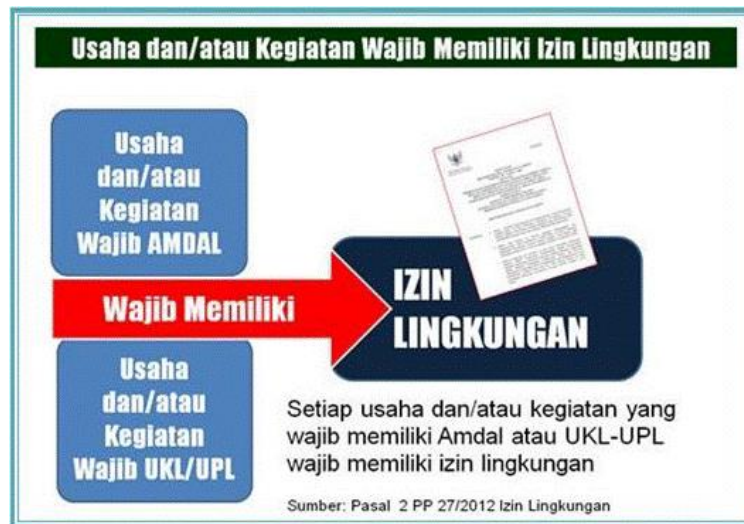 Usaha dan/atau Kegiatan Wajib Memiliki Izin Lingkungan
Usaha
dan/atau
Kegiatan
Wajib AMDAL
Wajib Memiliki
Usaha
dan/atau
Kegiatan
Wajib UKL/UPL
IZIN
LINGKUNGAN
Setiap usaha dan/atau kegiatan yang
wajib memiliki Amdal atau UKL-UPL
wajib memiliki izin lingkungan
Sumber: Pasal 2 PP 27/2012 Izin Lingkungan